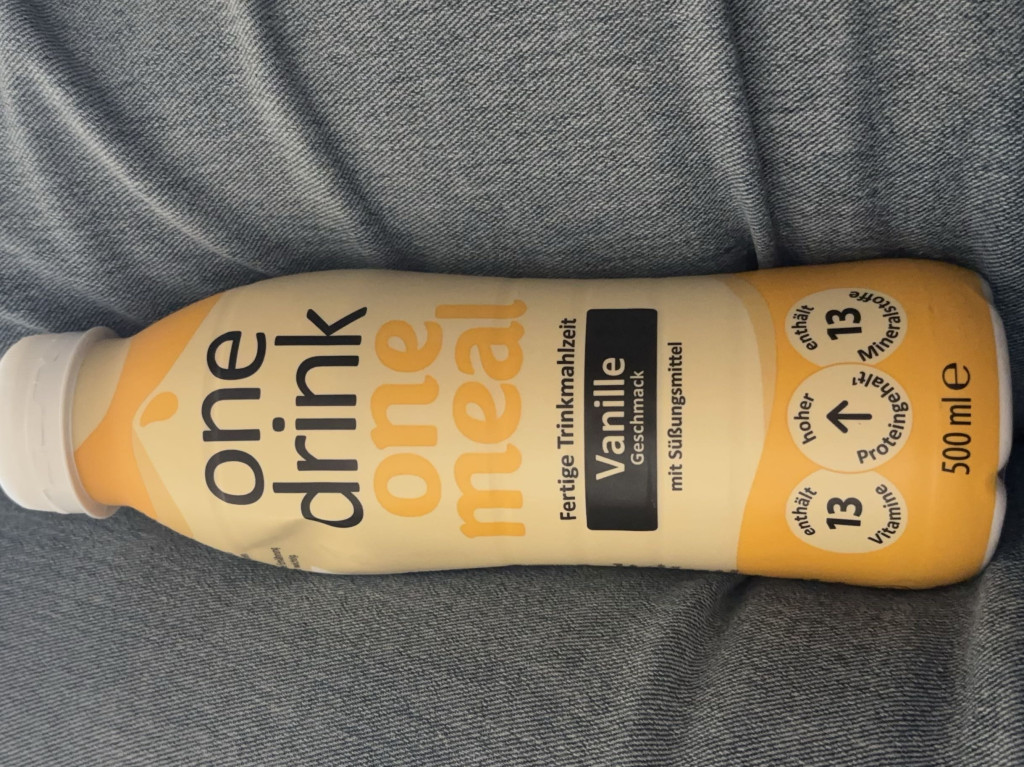 one
drink
one
meal
Fertige Trinkmahlzeit
Vanille
Geschmack
mit Süßungsmittel
enthält
13
Vitamine
hoher
Proteingehalt¹
enthält
13
Mineralstoffe
500 ml e